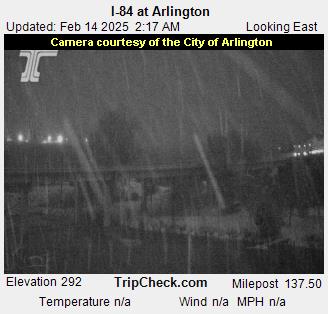 I-84 at Arlington
Updated: Feb 14 2025 2:17 AM Looking East
Camera courtesy of the City of Arlington
Elevation 292 TripCheck.com Milepost 137.50
Temperature n/a Wind n/a MPH n/a